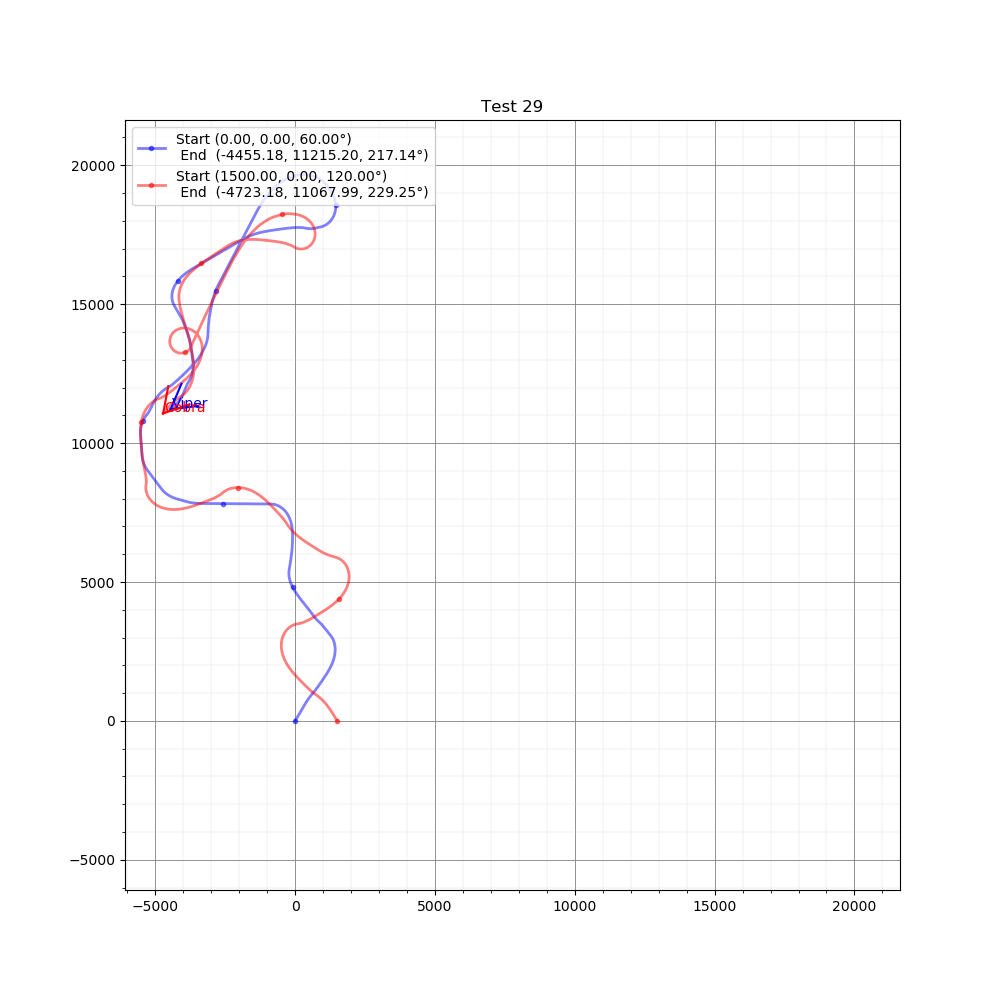 Test 29
Start (0.00, 0.00, 60.00°)
End (-4455.18, 11215.20, 217.14°)
Start (1500.00, 0.00, 120.00°)
End (-4723.18, 11067.99, 229.25°)
20000
15000
10000
5000
0
−5000
Viper
Cobra
−5000 0 5000 10000 15000 20000